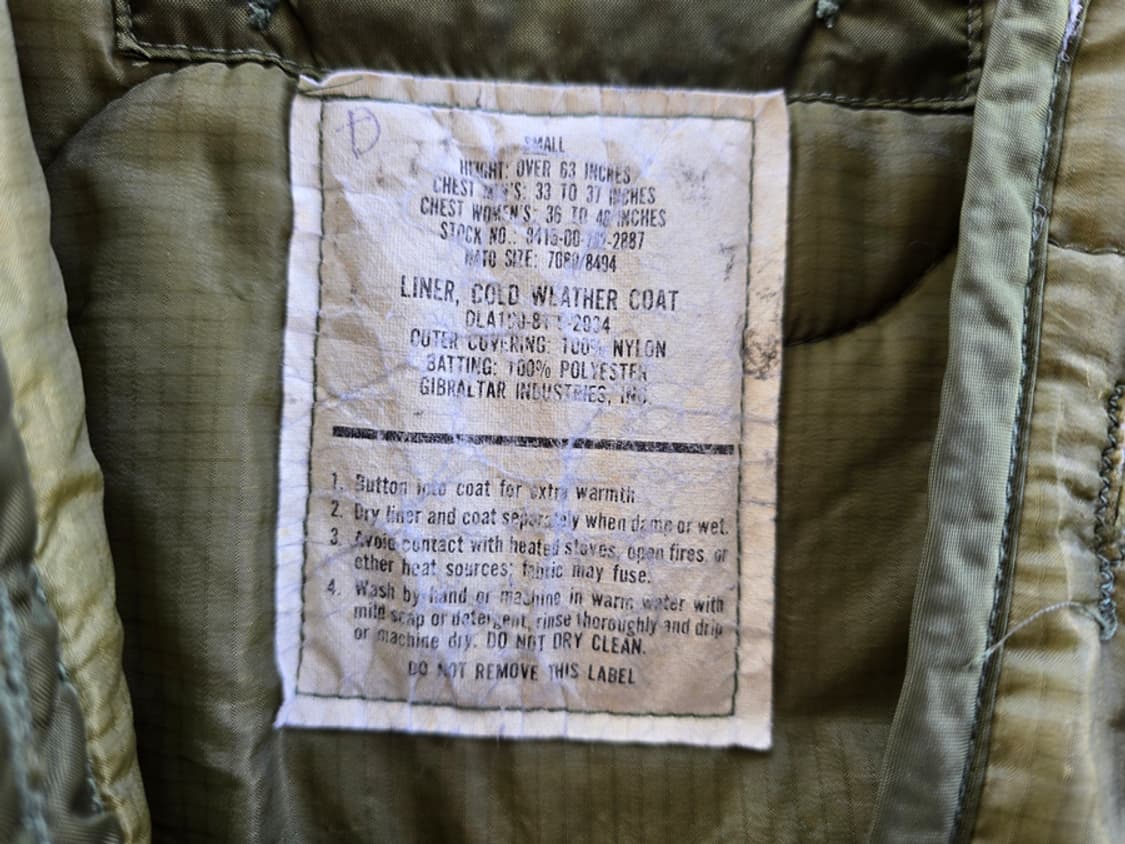 D
SMALL
HEIGHT: OVER 63 INCHES
CHEST MEN'S: 33 TO 37 INCHES
CHEST WOMEN'S: 36 TO 40 INCHES
STOCK NO.:
NATO SIZE: 7080/8494
LINER, COLD WEATHER COAT
OUTER COVERING: 100% NYLON
BATTING: 100% POLYESTER
GIBRALTAR INDUSTRIES, INC.
1. Button into coat for extra warmth
2. Dry liner and coat separately when damp or wet.
3. Avoid contact with heated stoves, open fires or
other heat sources; fabric may fuse.
4. Wash by hand or machine in warm water with
mild soap or detergent, rinse thoroughly and drip
or machine dry. DO NOT DRY CLEAN.
DO NOT REMOVE THIS LABEL